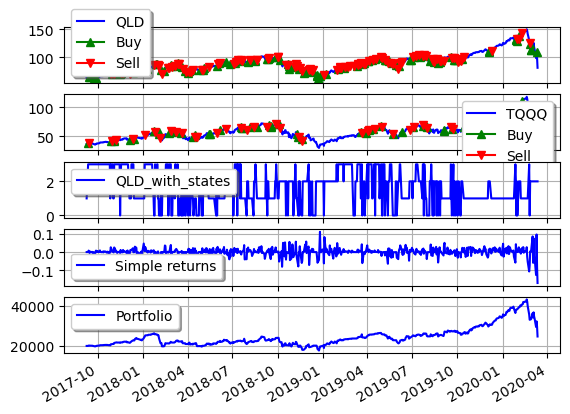 150
100
QLD
Buy
Sell
100
50
TQQQ
Buy
Sell
2
0
QLD_with_states
0.1
0.0
−0.1
Simple returns
40000
20000
Portfolio
2017-10 2018-01 2018-04 2018-07 2018-10 2019-01 2019-04 2019-07 2019-10 2020-01 2020-04